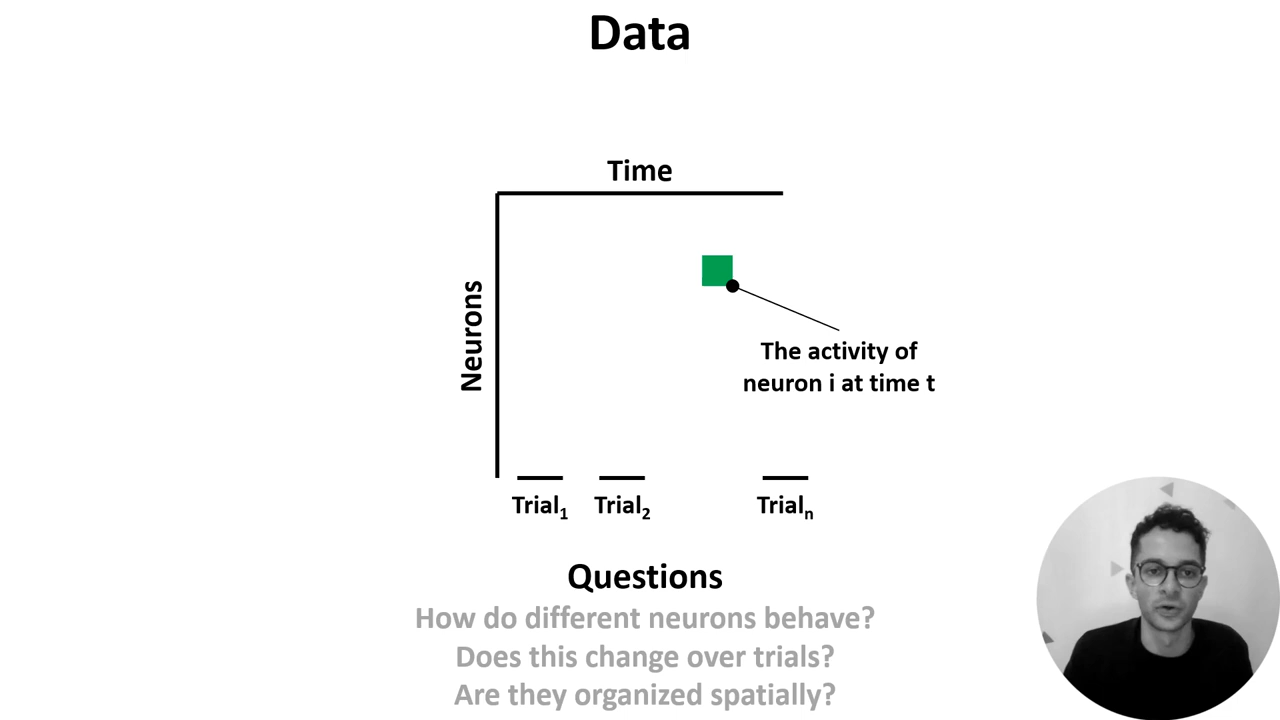 Data
Time
Neurons
The activity of
neuron i at time t
Trial₁ Trial₂ Trialₙ
Questions
How do different neurons behave?
Does this change over trials?
Are they organized spatially?